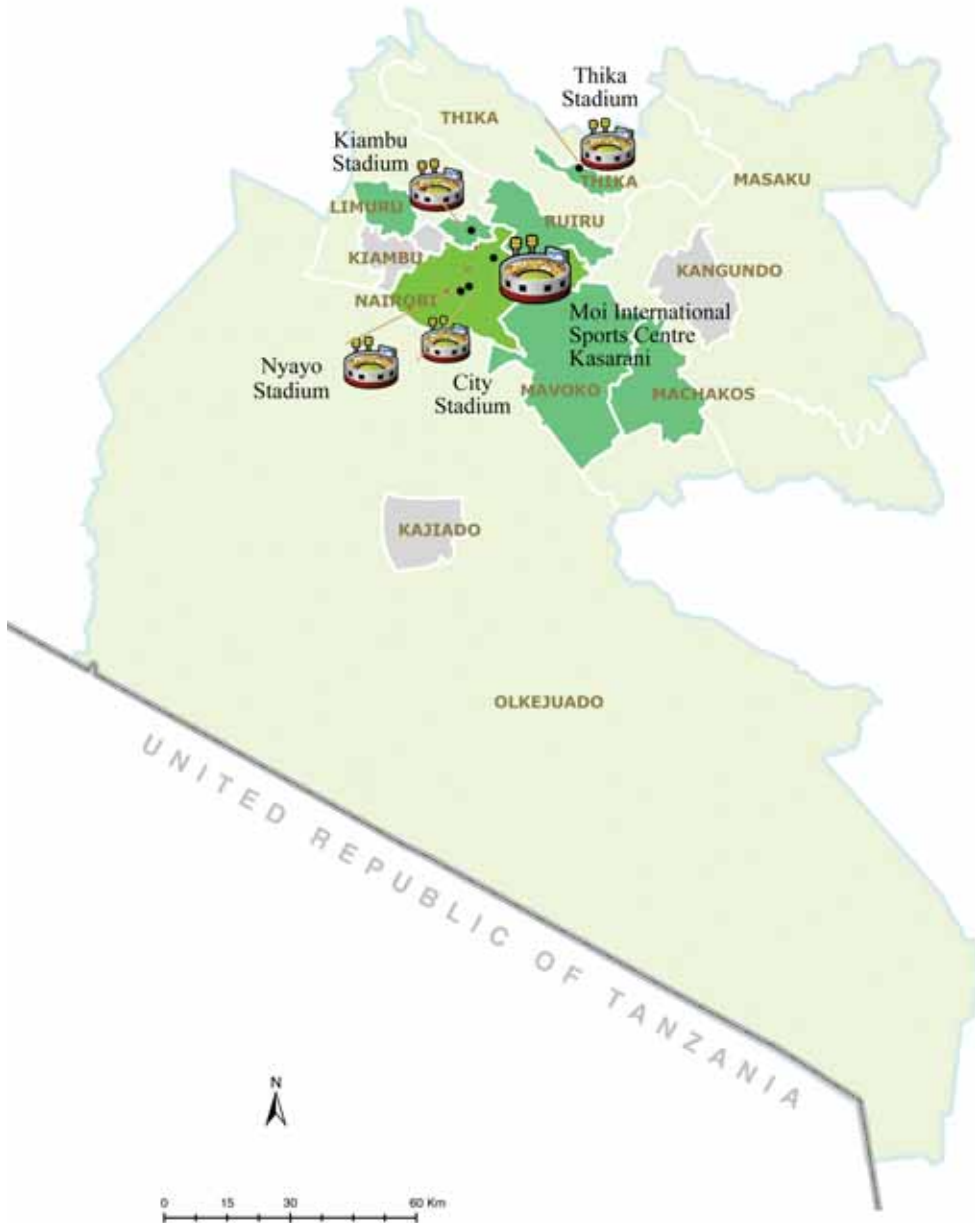 Thika
Stadium
THIKA
Kiambu
Stadium
THIKA
MASAKU
LIMURU
RUIRU
KIAMBU
KANGUNDO
NAIROBI
Moi International
Sports Centre
Kasarani
Nyayo
Stadium
City
Stadium
MAVOKO
MACHAKOS
KAJIADO
OLKEJUADO
UNITED REPUBLIC OF TANZANIA
N
0 15 30 60 Km